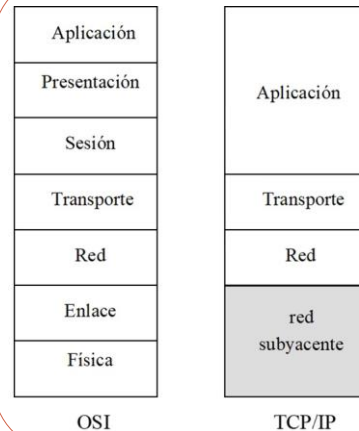 Aplicación
Presentación
Sesión
Transporte
Red
Enlace
Física
OSI
Aplicación
Transporte
Red
red
subyacente
TCP/IP